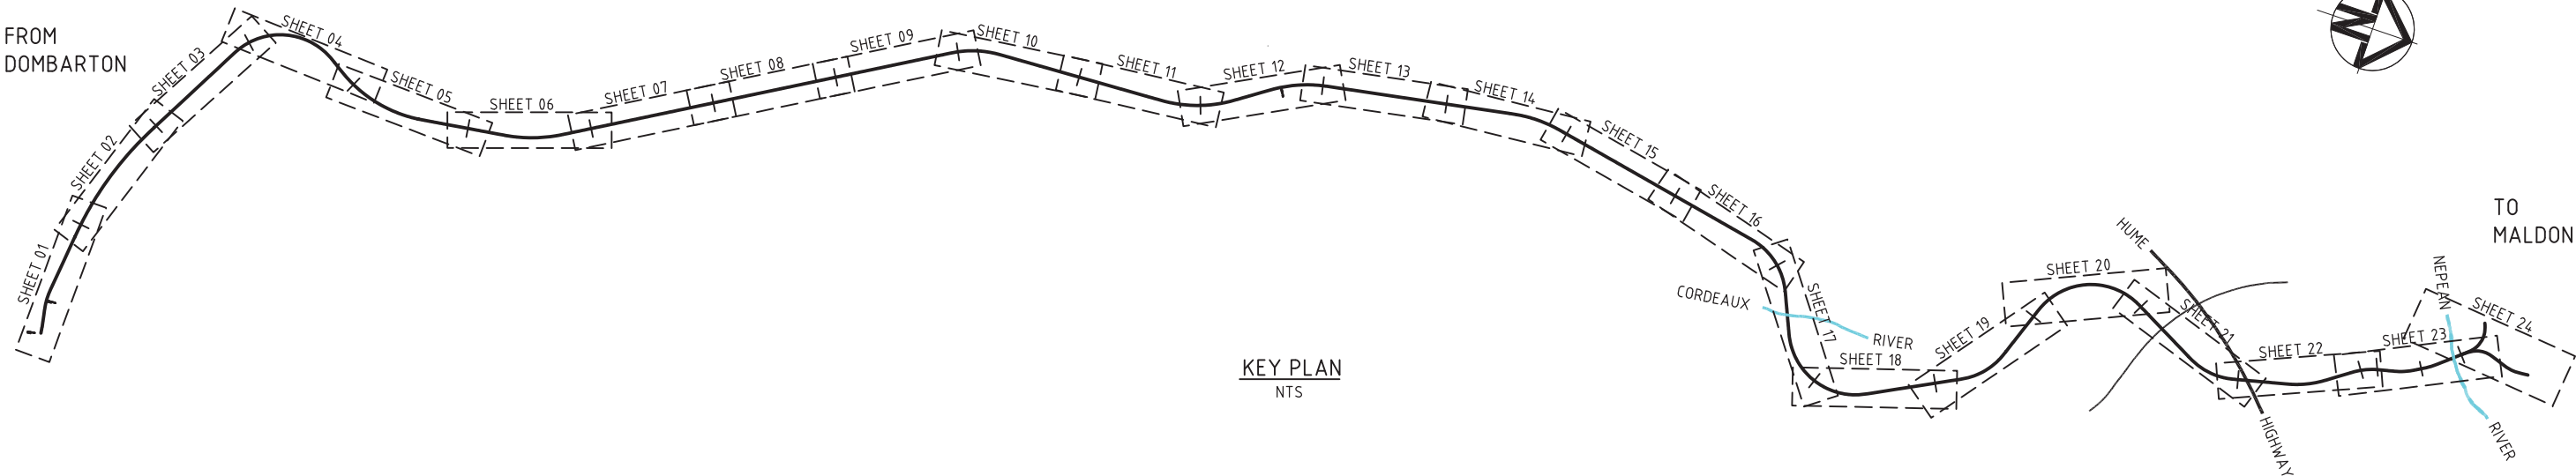 FROM
DOMBARTON
SHEET 01
SHEET 02
SHEET 03
SHEET 04
SHEET 05
SHEET 06
SHEET 07
SHEET 08
SHEET 09
SHEET 10
SHEET 11
SHEET 12
SHEET 13
SHEET 14
SHEET 15
SHEET 16
SHEET 17
CORDEAUX
RIVER
SHEET 18
SHEET 19
SHEET 20
HUME
HIGHWAY
SHEET 21
SHEET 22
SHEET 23
NEPEAN
RIVER
SHEET 24
TO
MALDON
N
KEY PLAN
NTS